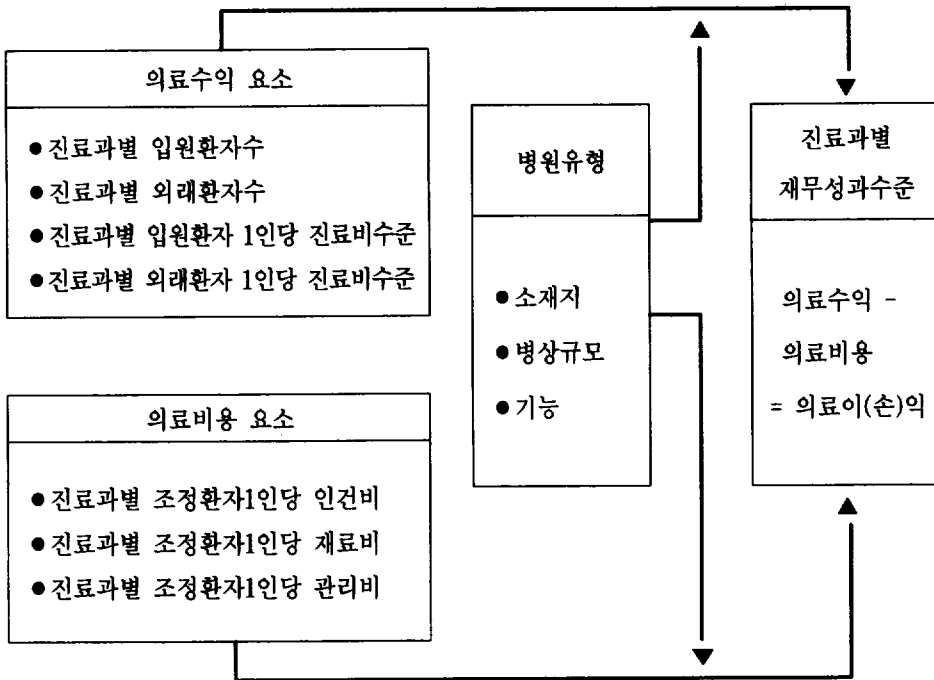 의료수익 요소
●진료과별 입원환자수
●진료과별 외래환자수
●진료과별 입원환자 1인당 진료비수준
●진료과별 외래환자 1인당 진료비수준
의료비용 요소
●진료과별 조정환자1인당 인건비
●진료과별 조정환자1인당 재료비
●진료과별 조정환자1인당 관리비
병원유형
●소재지
●병상규모
●기능
진료과별
재무성과수준
의료수익 -
의료비용
= 의료이(손)익